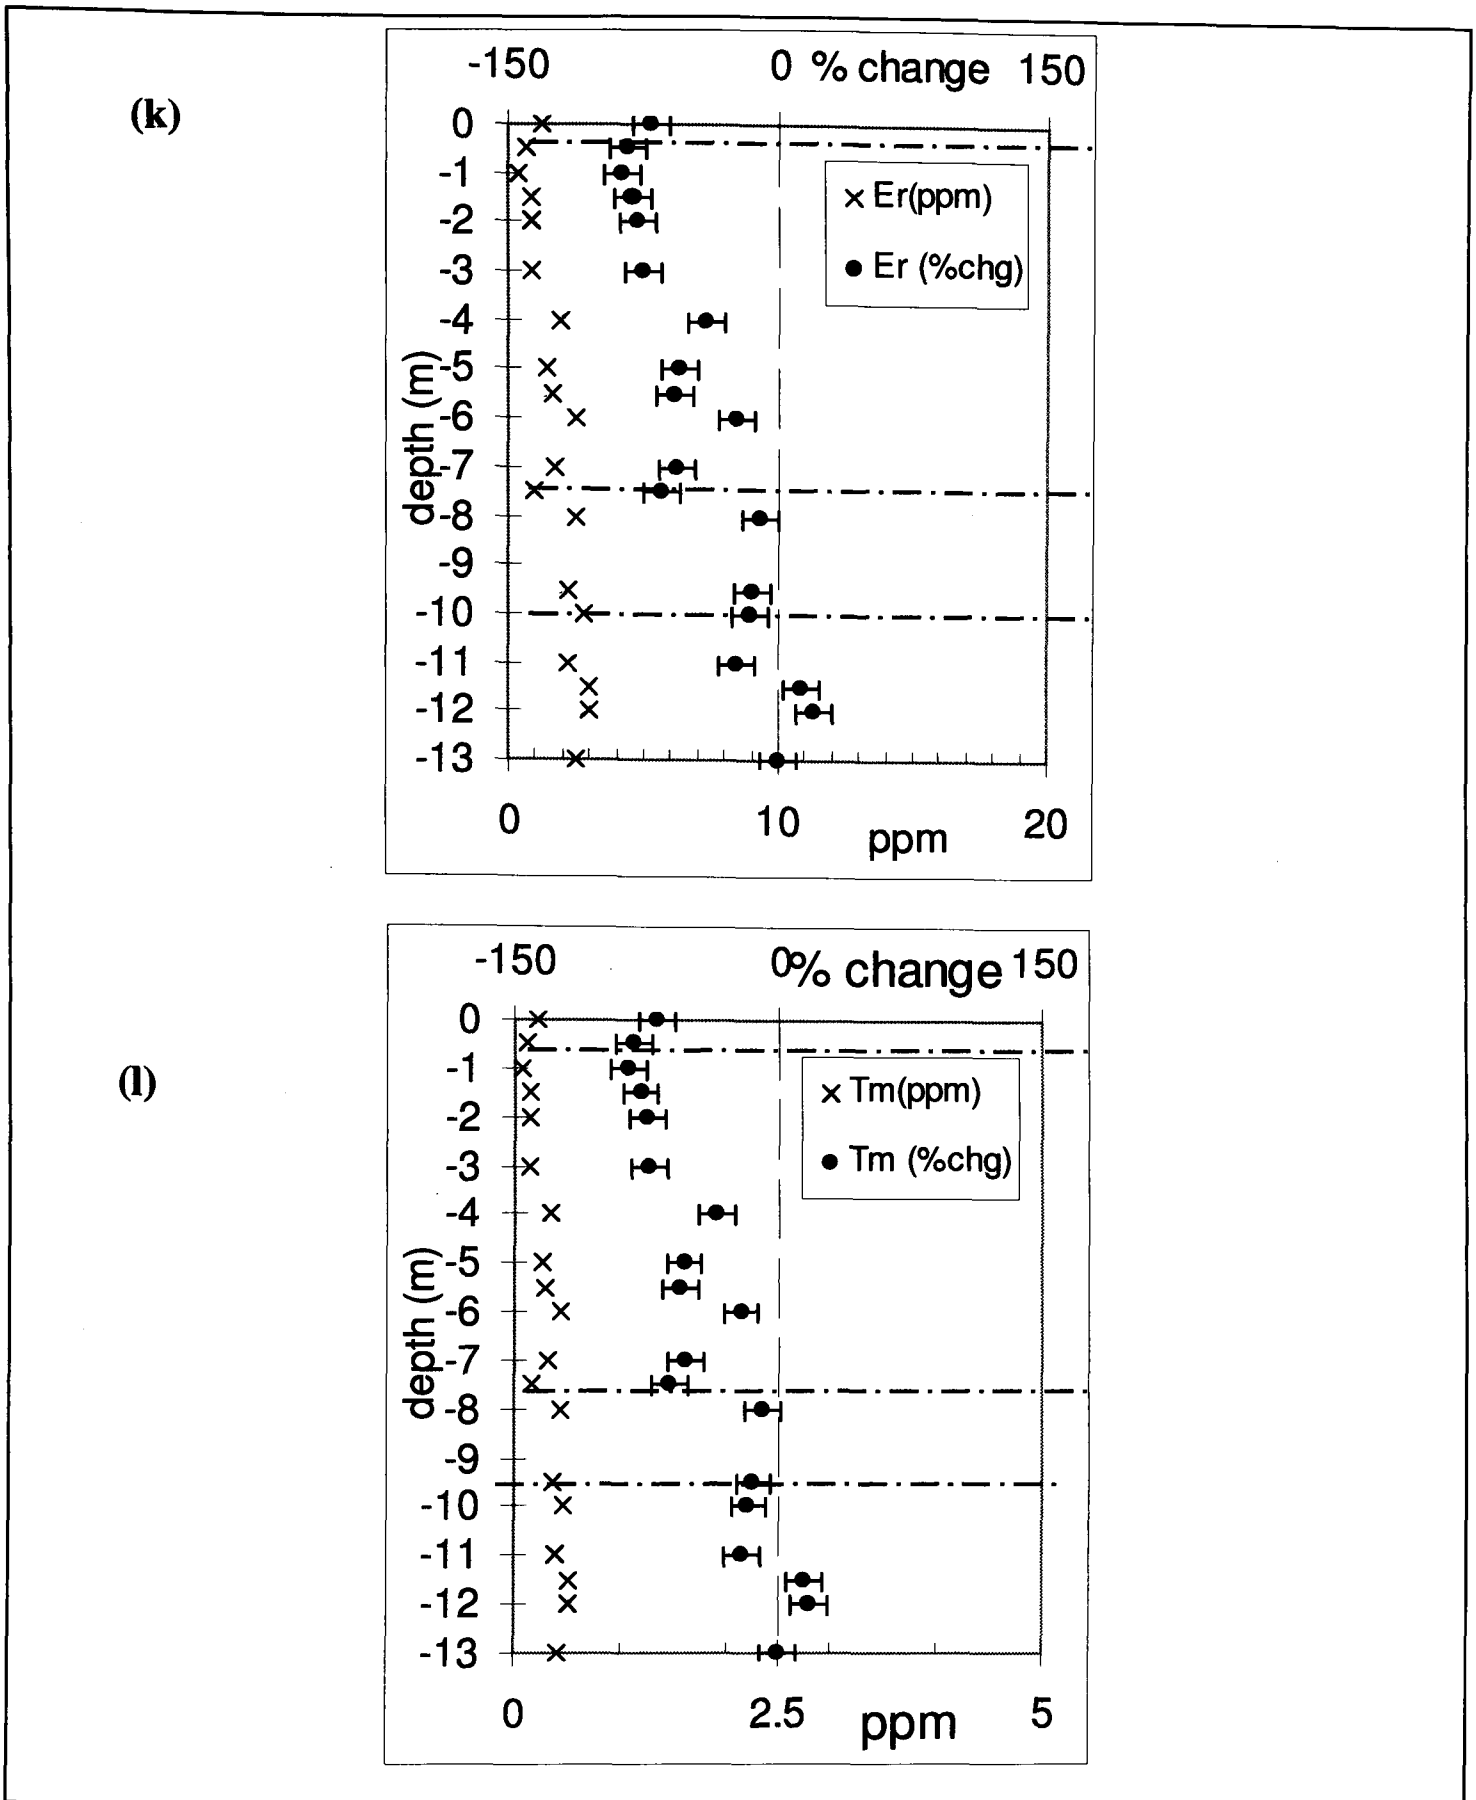 (k)
-150 0 % change 150
0
-1
-2
-3
-4
-5
-6
-7
-8
-9
-10
-11
-12
-13
depth (m)
× Er(ppm)
● Er (%chg)
0 10 20
ppm
(l)
-150 0% change 150
0
-1
-2
-3
-4
-5
-6
-7
-8
-9
-10
-11
-12
-13
depth (m)
× Tm(ppm)
● Tm (%chg)
0 2.5 ppm 5